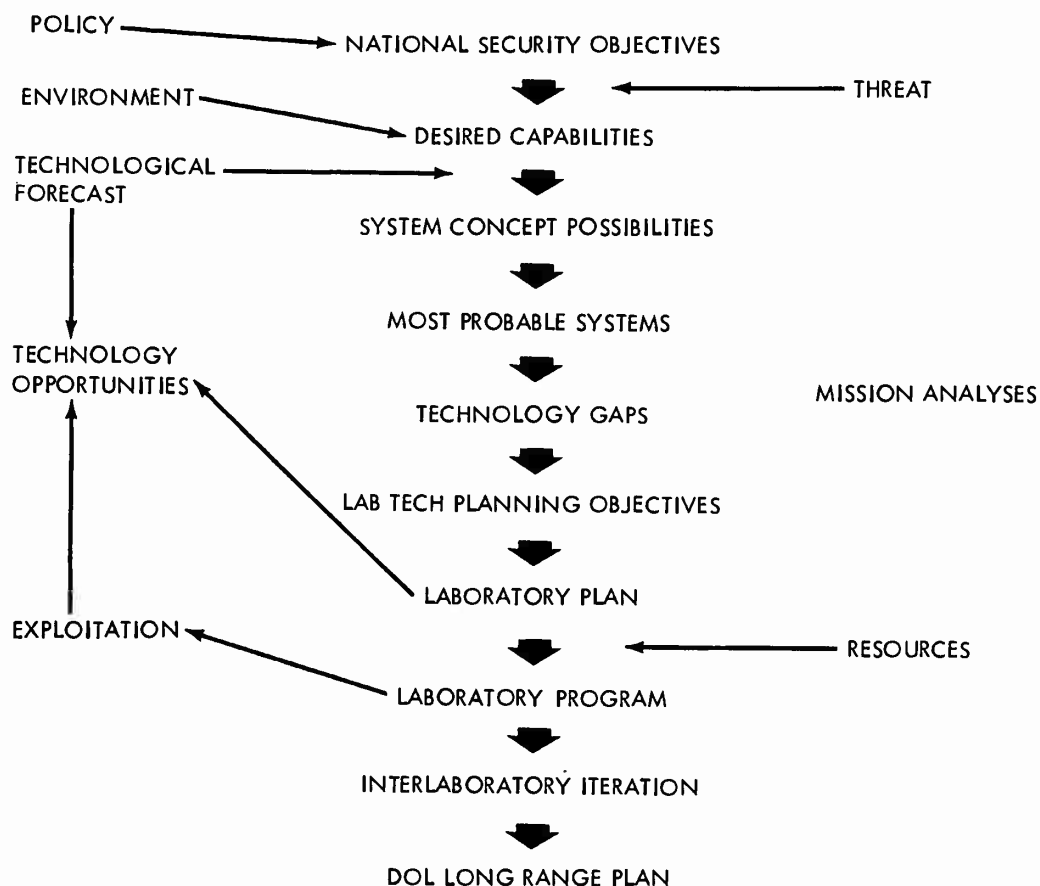 POLICY
NATIONAL SECURITY OBJECTIVES
ENVIRONMENT
THREAT
DESIRED CAPABILITIES
TECHNOLOGICAL
FORECAST
SYSTEM CONCEPT POSSIBILITIES
MOST PROBABLE SYSTEMS
TECHNOLOGY
OPPORTUNITIES
MISSION ANALYSES
TECHNOLOGY GAPS
LAB TECH PLANNING OBJECTIVES
LABORATORY PLAN
EXPLOITATION
RESOURCES
LABORATORY PROGRAM
INTERLABORATORY ITERATION
DOL LONG RANGE PLAN